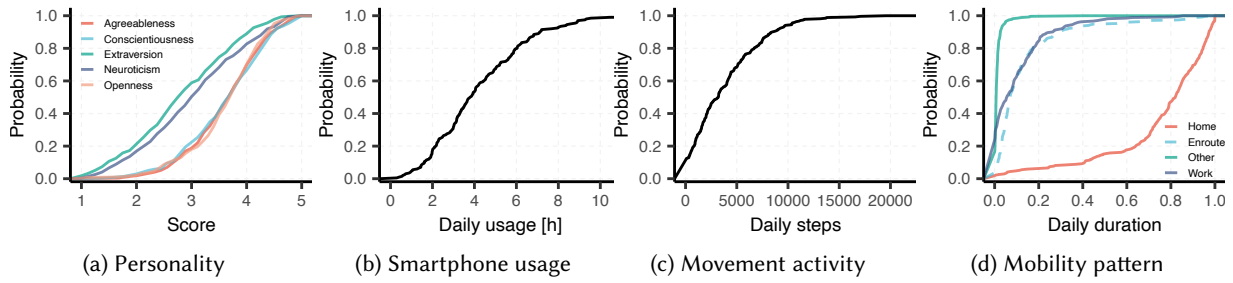 Probability
1.0
0.8
0.6
0.4
0.2
0.0
Agreeableness
Conscientiousness
Extraversion
Neuroticism
Openness
1 2 3 4 5
Score
(a) Personality
Probability
1.0
0.8
0.6
0.4
0.2
0.0
0 2 4 6 8 10
Daily usage [h]
(b) Smartphone usage
Probability
1.0
0.8
0.6
0.4
0.2
0.0
0 5000 10000 15000 20000
Daily steps
(c) Movement activity
Probability
1.0
0.8
0.6
0.4
0.2
0.0
Home
Enroute
Other
Work
0.0 0.2 0.4 0.6 0.8 1.0
Daily duration
(d) Mobility pattern